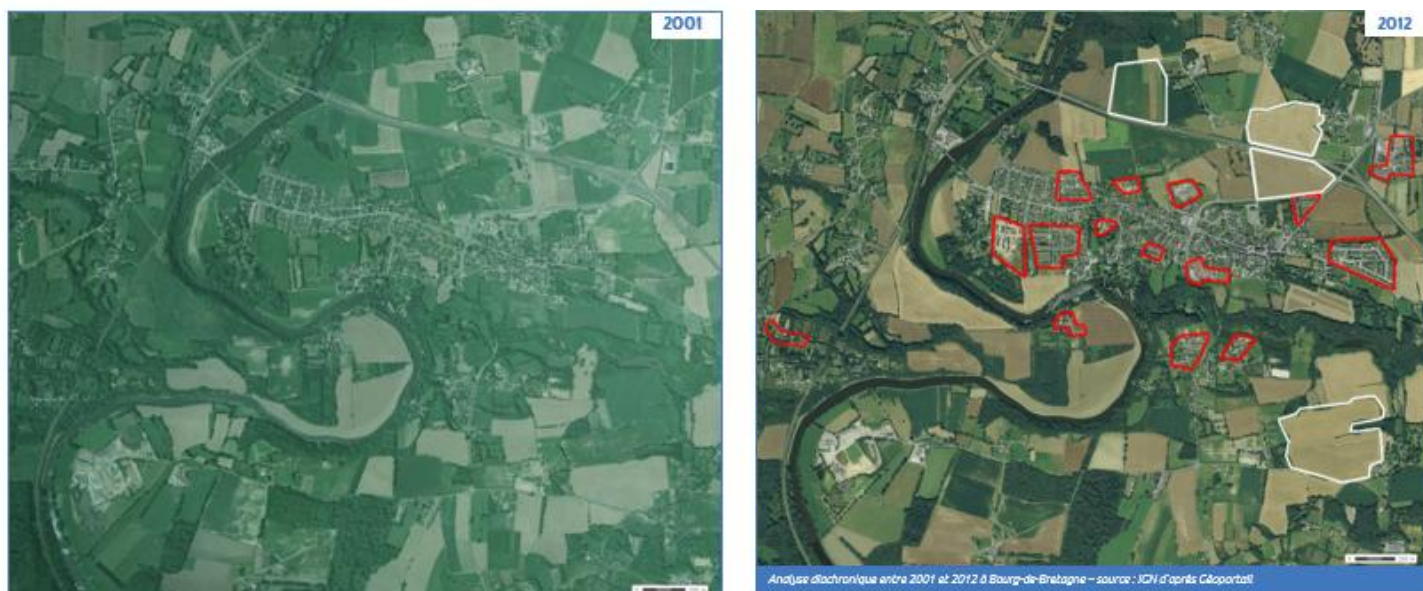 2001
2012
Analyse diachronique entre 2001 et 2012 à Bourg-de-Bretagne – source : IGN d'après Géoportail